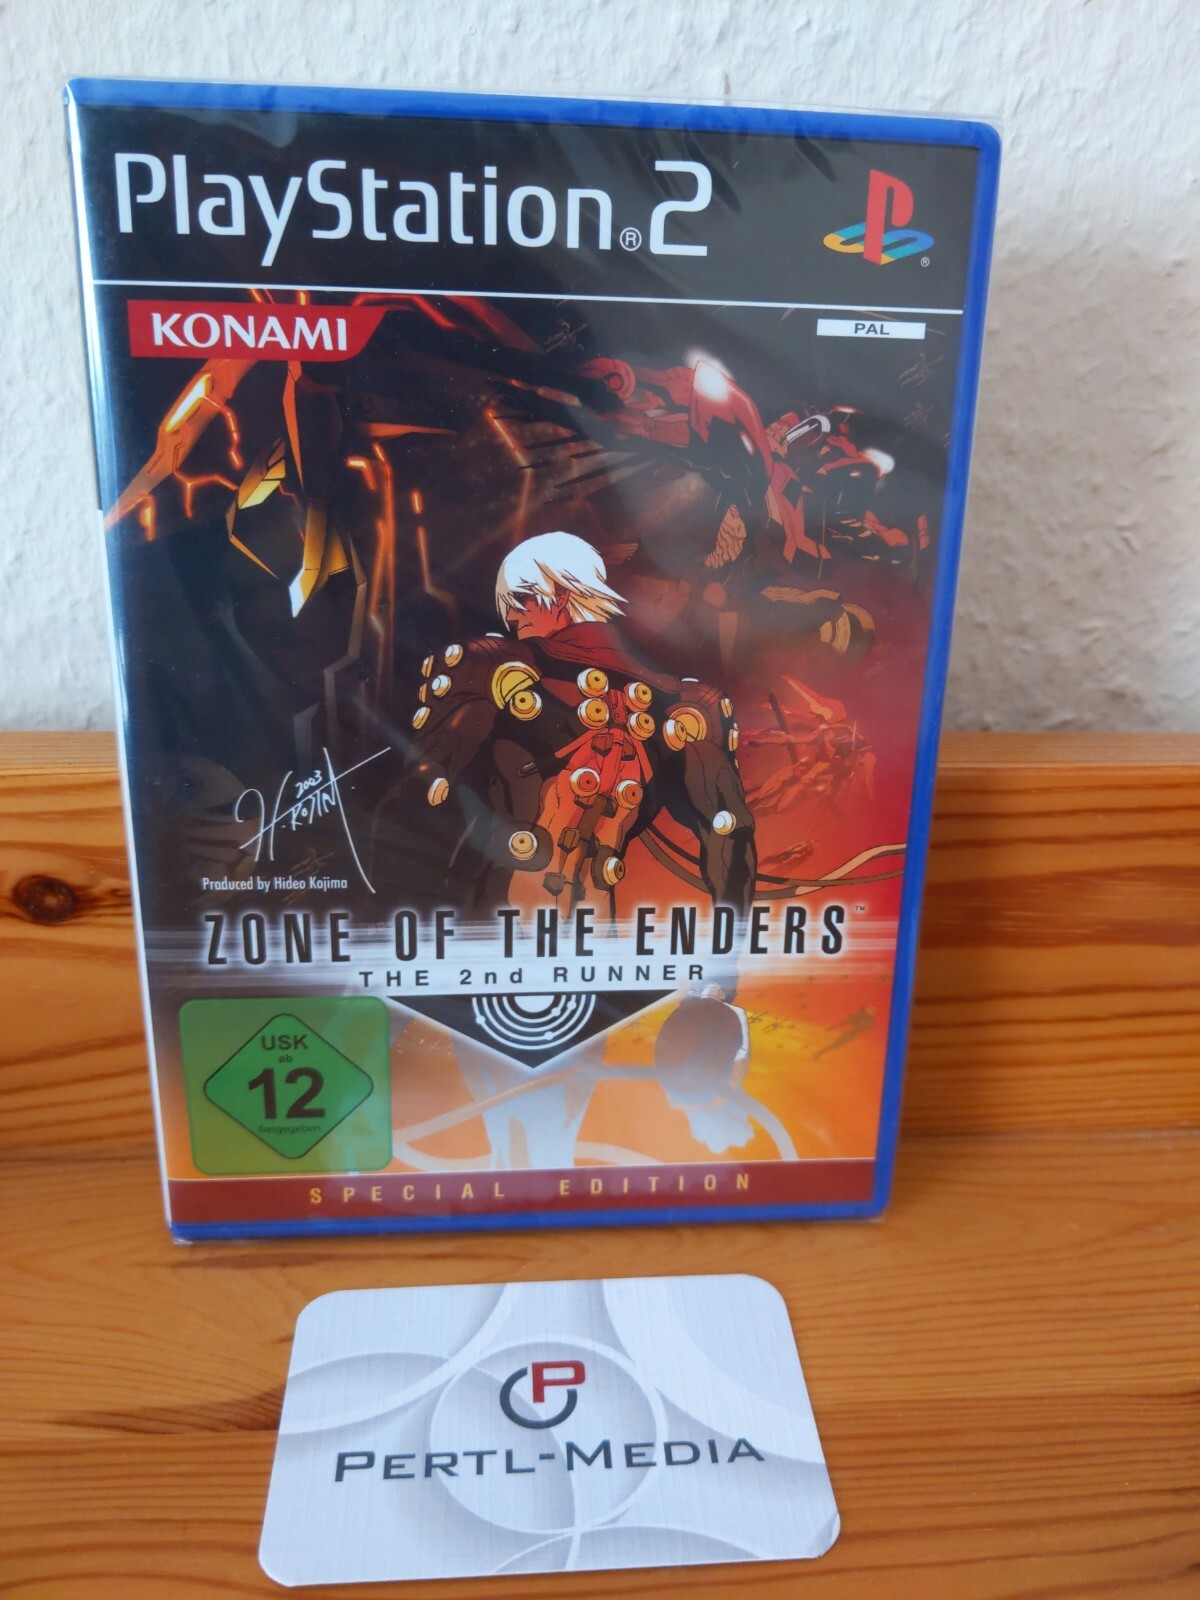 PlayStation®2
KONAMI
PAL
2003
H. KOJIMA
Produced by Hideo Kojima
ZONE OF THE ENDERS™
THE 2nd RUNNER
USK
ab
12
freigegeben
SPECIAL EDITION
P
PERTL-MEDIA